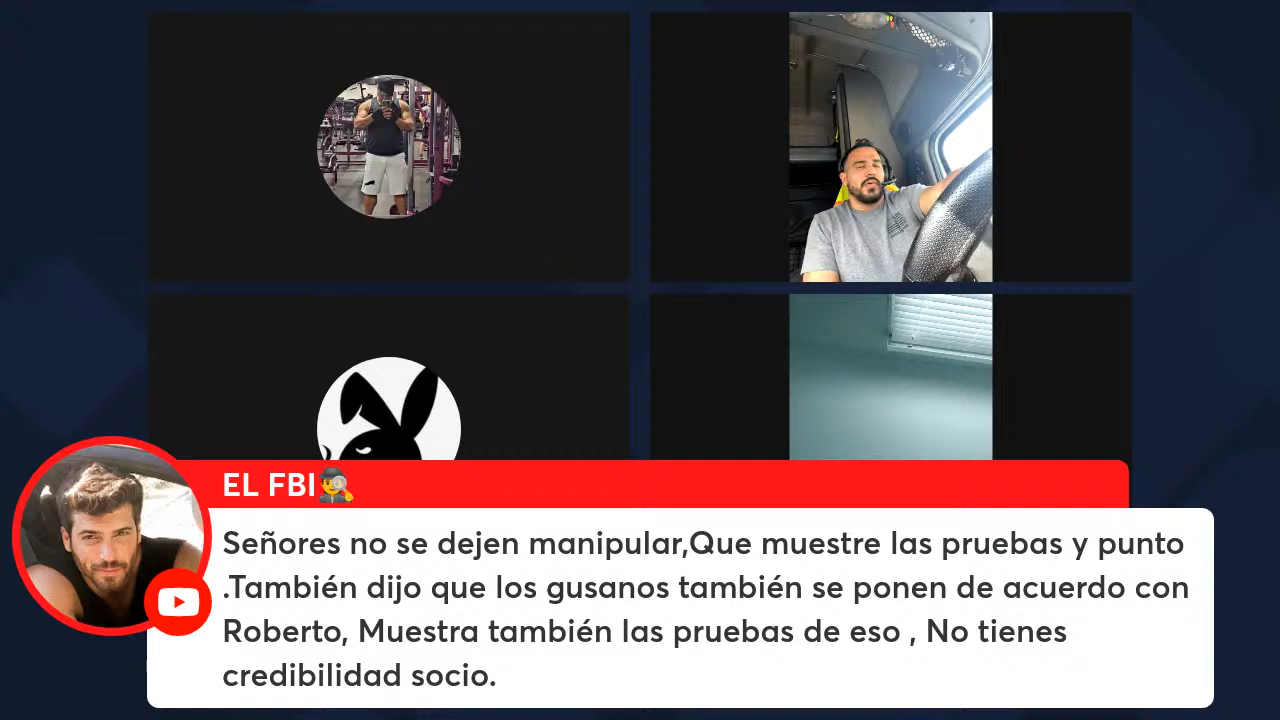 EL FBI🕵️
Señores no se dejen manipular,Que muestre las pruebas y punto
.También dijo que los gusanos también se ponen de acuerdo con
Roberto, Muestra también las pruebas de eso , No tienes
credibilidad socio.